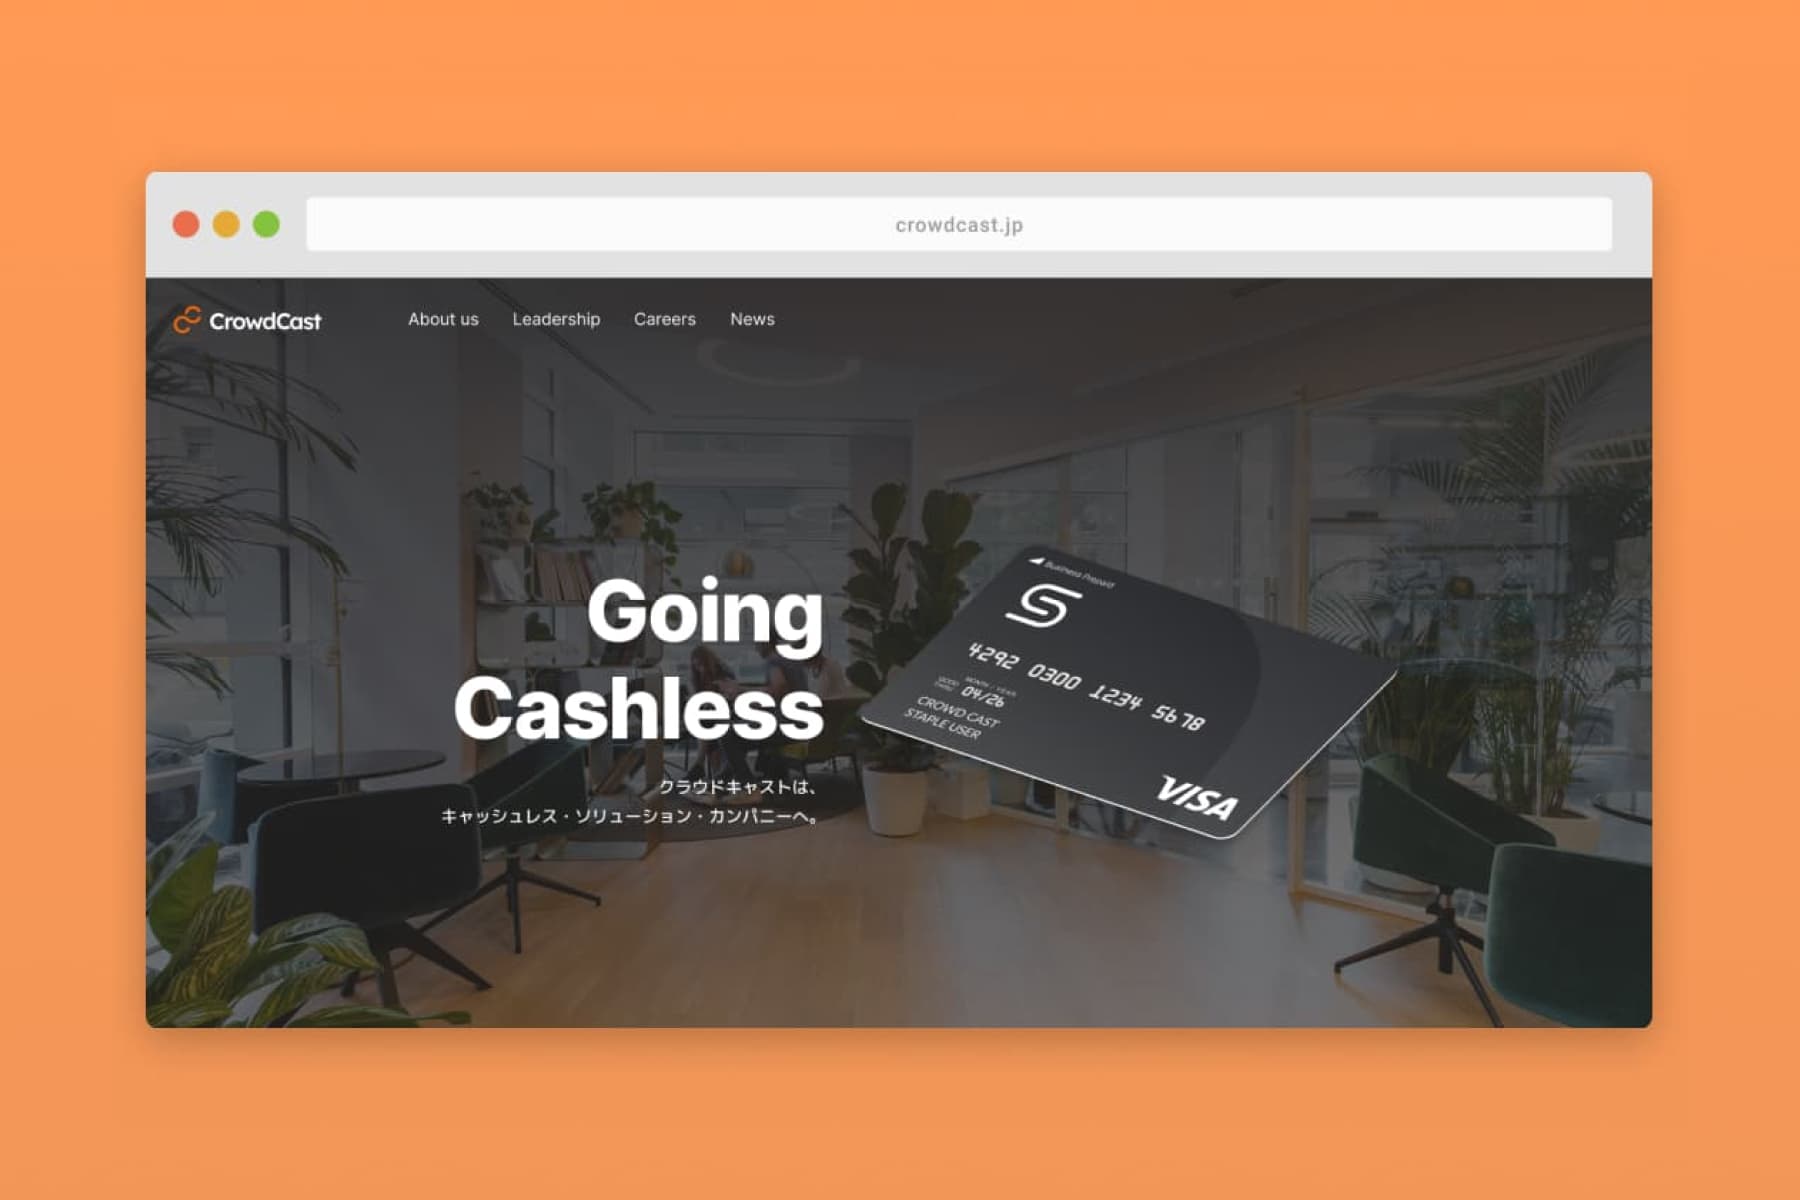 crowdcast.jp
CrowdCast
About us
Leadership
Careers
News
Going
Cashless
クラウドキャストは、
キャッシュレス・ソリューション・カンパニーへ。
Business Prepaid
4292 0300 1234 5678
GOOD THRU
MONTH / YEAR
04/26
CROWD CAST
STAPLE USER
VISA